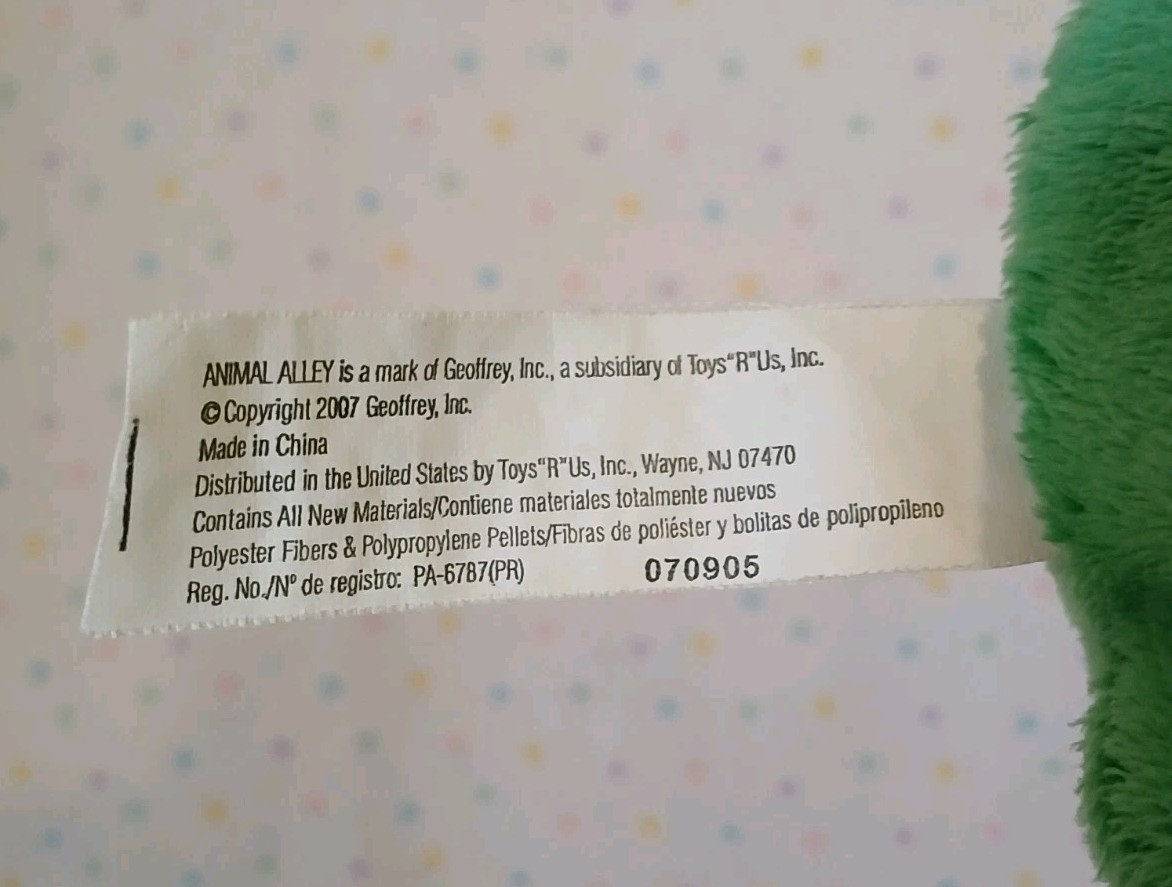 ANIMAL ALLEY is a mark of Geoffrey, Inc., a subsidiary of Toys“R”Us, Inc.
© Copyright 2007 Geoffrey, Inc.
Made in China
Distributed in the United States by Toys“R”Us, Inc., Wayne, NJ 07470
Contains All New Materials/Contiene materiales totalmente nuevos
Polyester Fibers & Polypropylene Pellets/Fibras de poliéster y bolitas de polipropileno
Reg. No./Nº de registro: PA-6787(PR) 070905